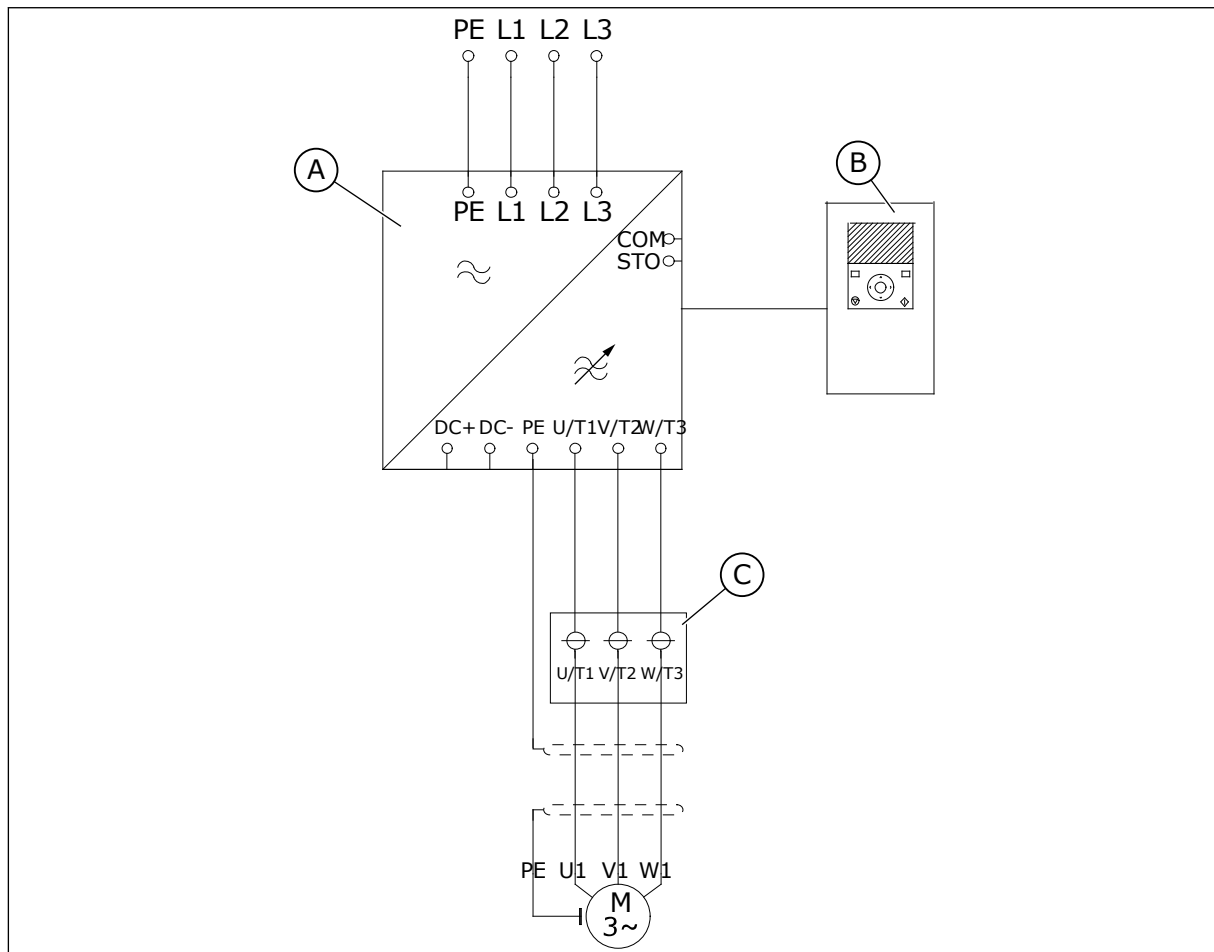 PE L1 L2 L3
A
B
PE L1 L2 L3
COM
STO
DC+ DC- PE U/T1 V/T2 W/T3
C
U/T1 V/T2 W/T3
PE U1 V1 W1
M
3~